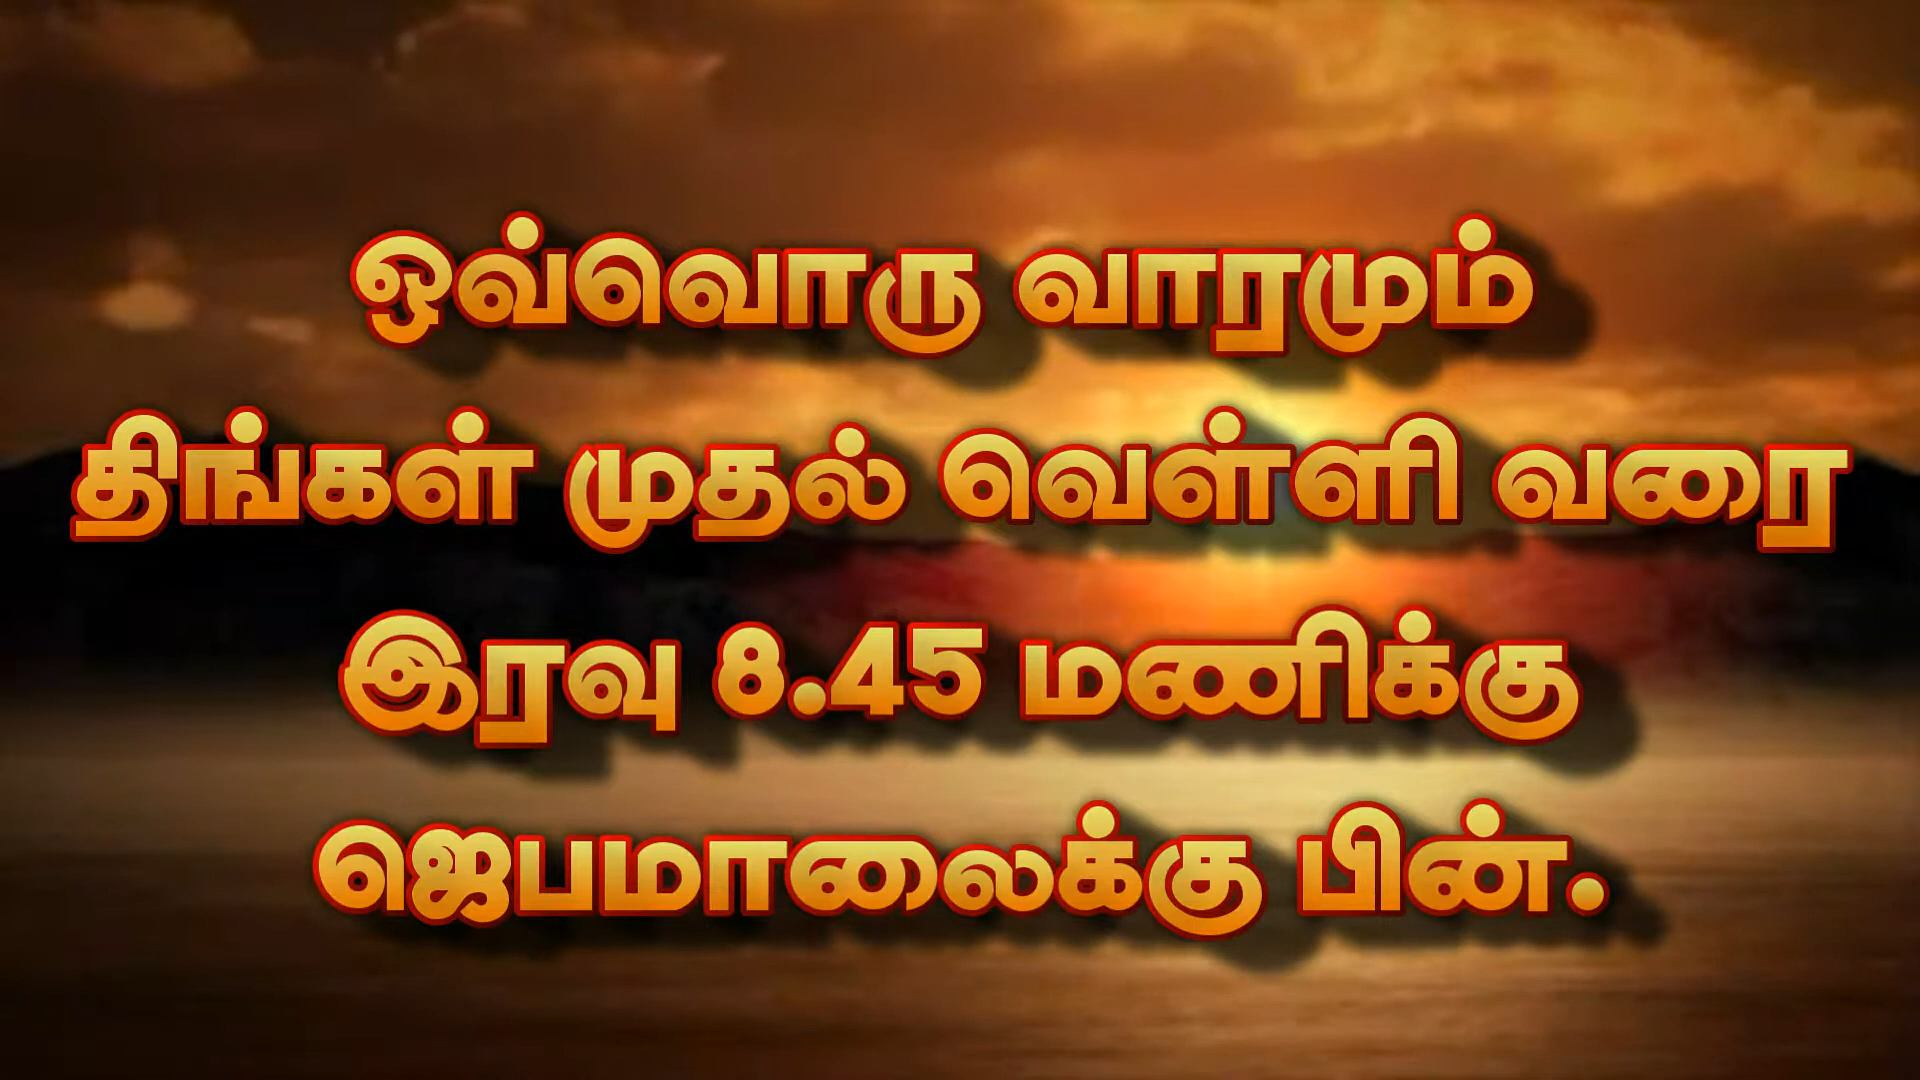 ஒவ்வொரு வாரமும்
திங்கள் முதல் வெள்ளி வரை
இரவு 8.45 மணிக்கு
ஜெபமாலைக்கு பின்.